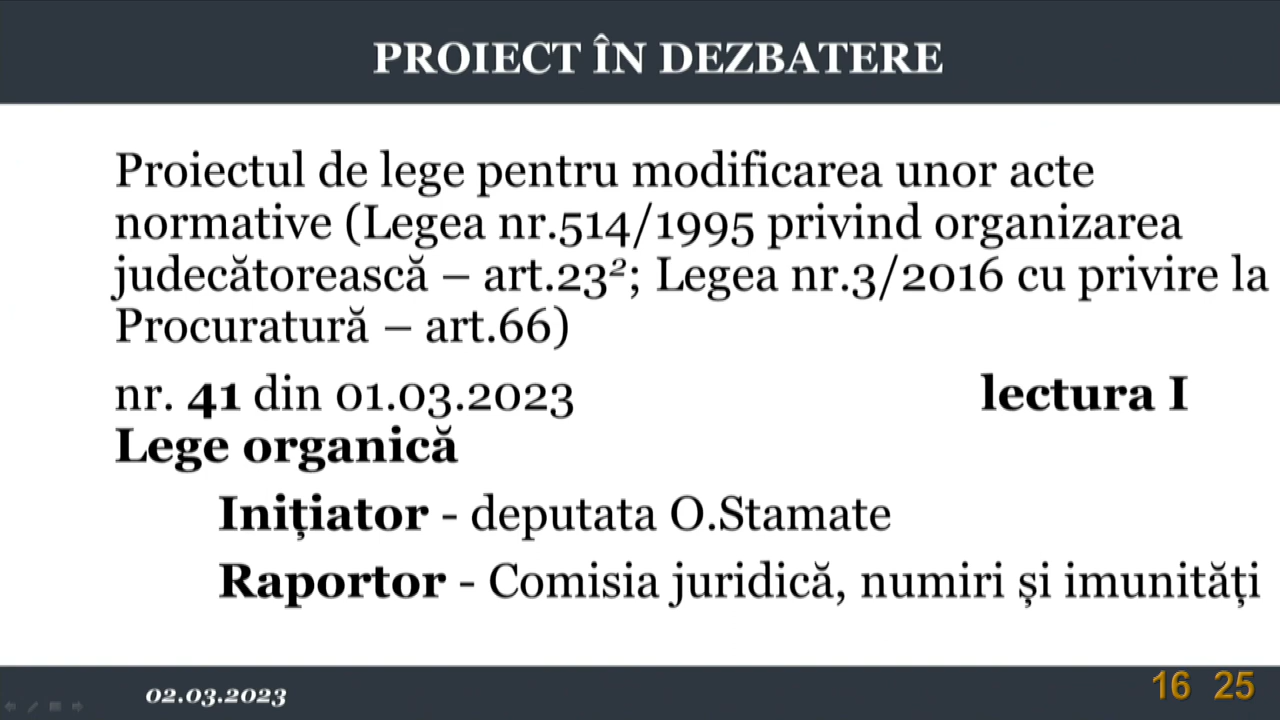 PROIECT ÎN DEZBATERE
Proiectul de lege pentru modificarea unor acte
normative (Legea nr.514/1995 privind organizarea
judecătorească – art.23²; Legea nr.3/2016 cu privire la
Procuratură – art.66)
nr. 41 din 01.03.2023 lectura I
Lege organică
Inițiator - deputata O.Stamate
Raportor - Comisia juridică, numiri și imunități
02.03.2023
16 25